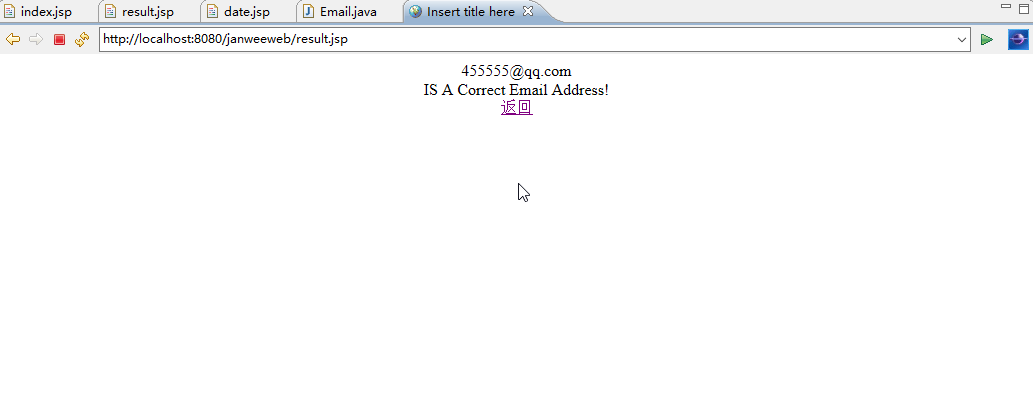 index.jsp result.jsp date.jsp Email.java Insert title here
http://localhost:8080/janweeweb/result.jsp
455555@qq.com
IS A Correct Email Address!
返回